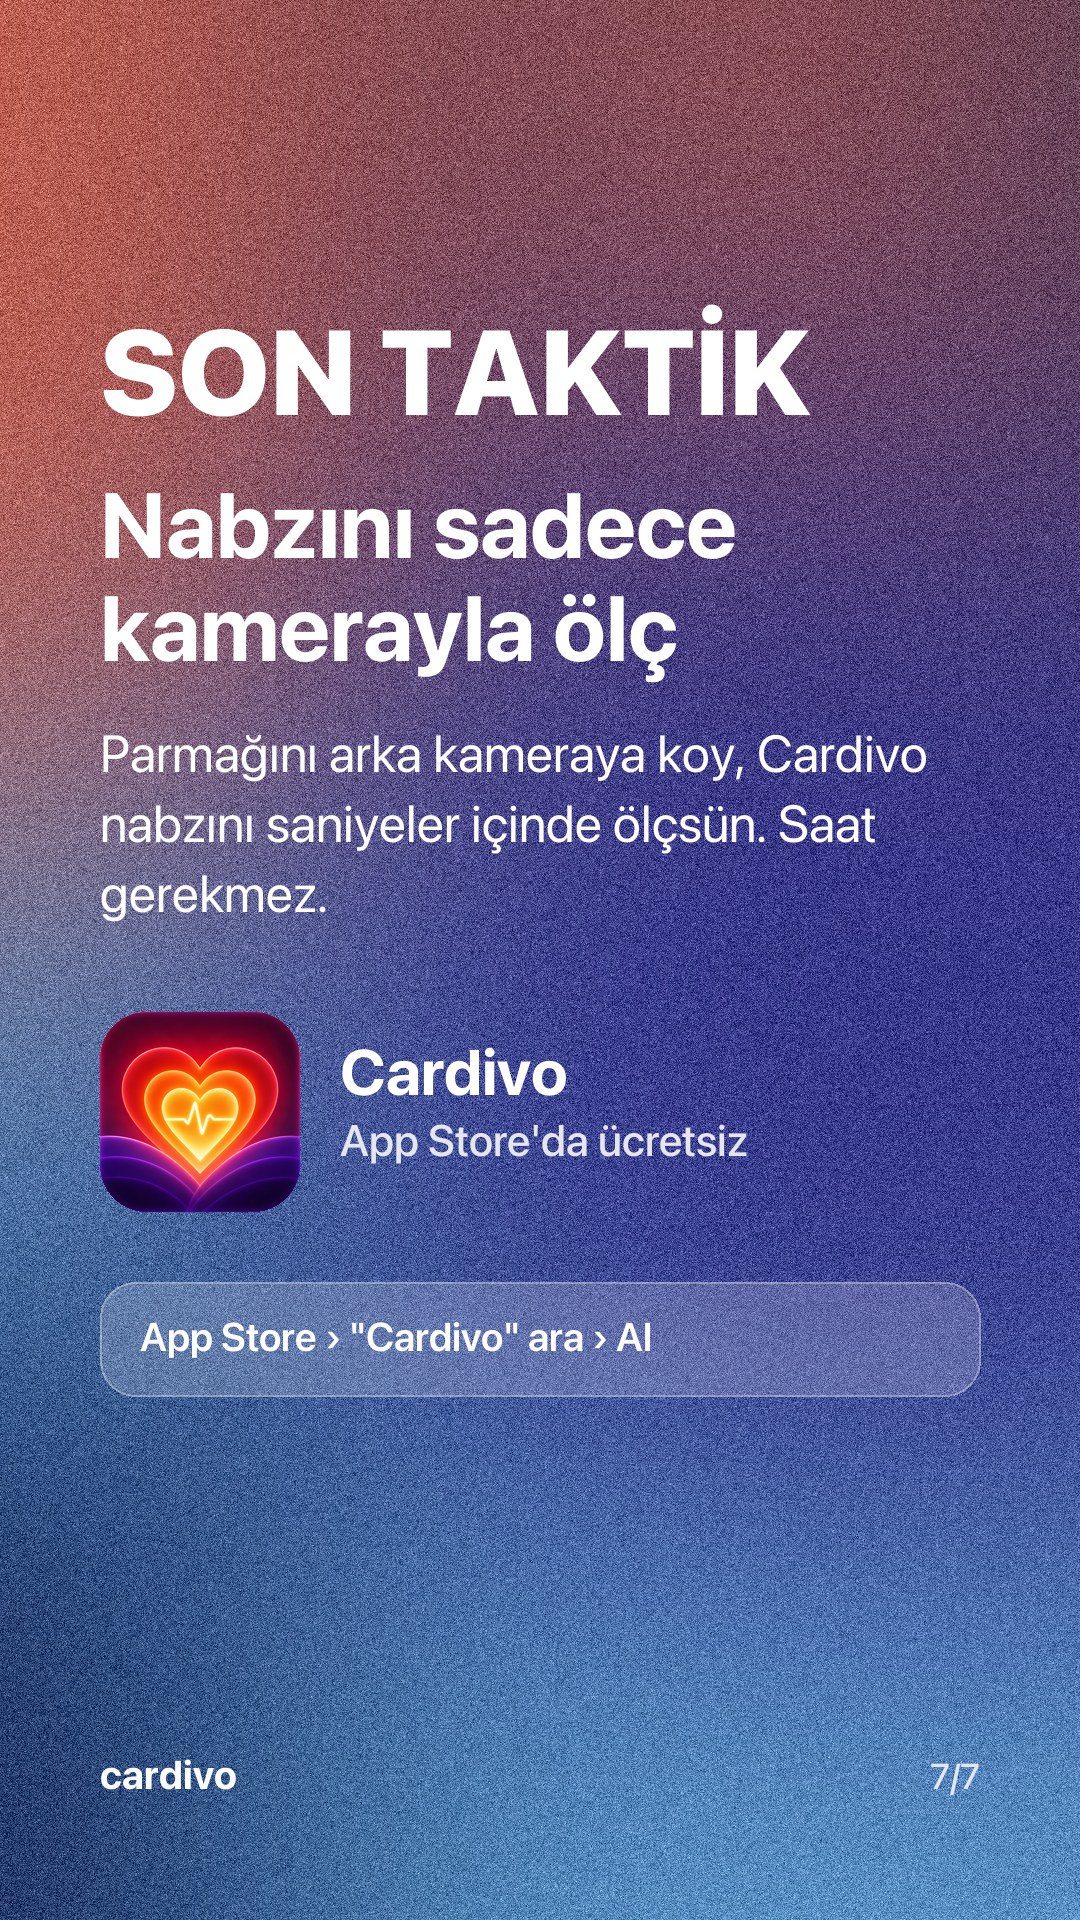 SON TAKTİK
Nabzını sadece
kamerayla ölç
Parmağını arka kameraya koy, Cardivo
nabzını saniyeler içinde ölçsün. Saat
gerekmez.
Cardivo
App Store'da ücretsiz
App Store › "Cardivo" ara › Al
cardivo
7/7